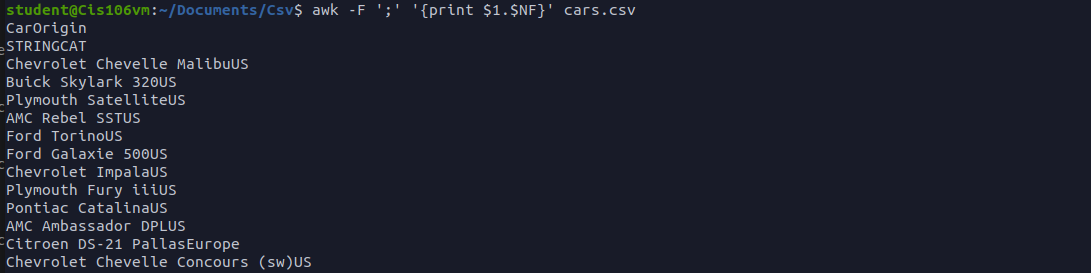 student@Cis106vm:~/Documents/Csv$ awk -F ';' '{print $1.$NF}' cars.csv
CarOrigin
STRINGCAT
Chevrolet Chevelle MalibuUS
Buick Skylark 320US
Plymouth SatelliteUS
AMC Rebel SSTUS
Ford TorinoUS
Ford Galaxie 500US
Chevrolet ImpalaUS
Plymouth Fury iiiUS
Pontiac CatalinaUS
AMC Ambassador DPLUS
Citroen DS-21 PallasEurope
Chevrolet Chevelle Concours (sw)US